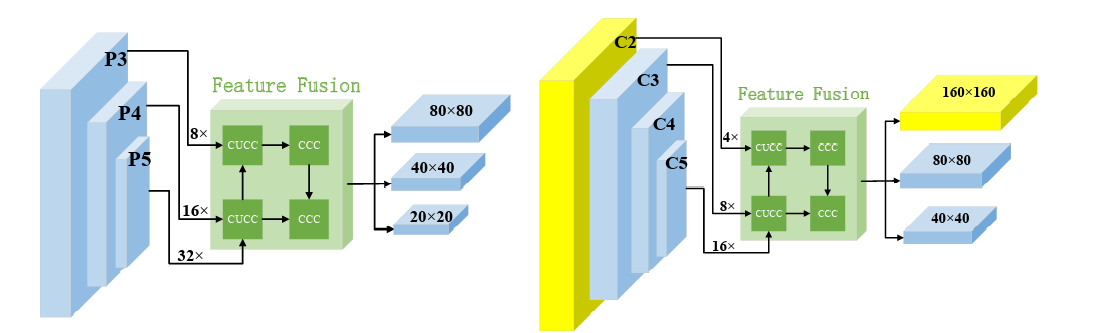 P3
P4
P5
Feature Fusion
8×
16×
32×
CUCC
CCC
CUCC
CCC
80×80
40×40
20×20
C2
C3
C4
C5
Feature Fusion
4×
8×
16×
CUCC
CCC
CUCC
CCC
160×160
80×80
40×40